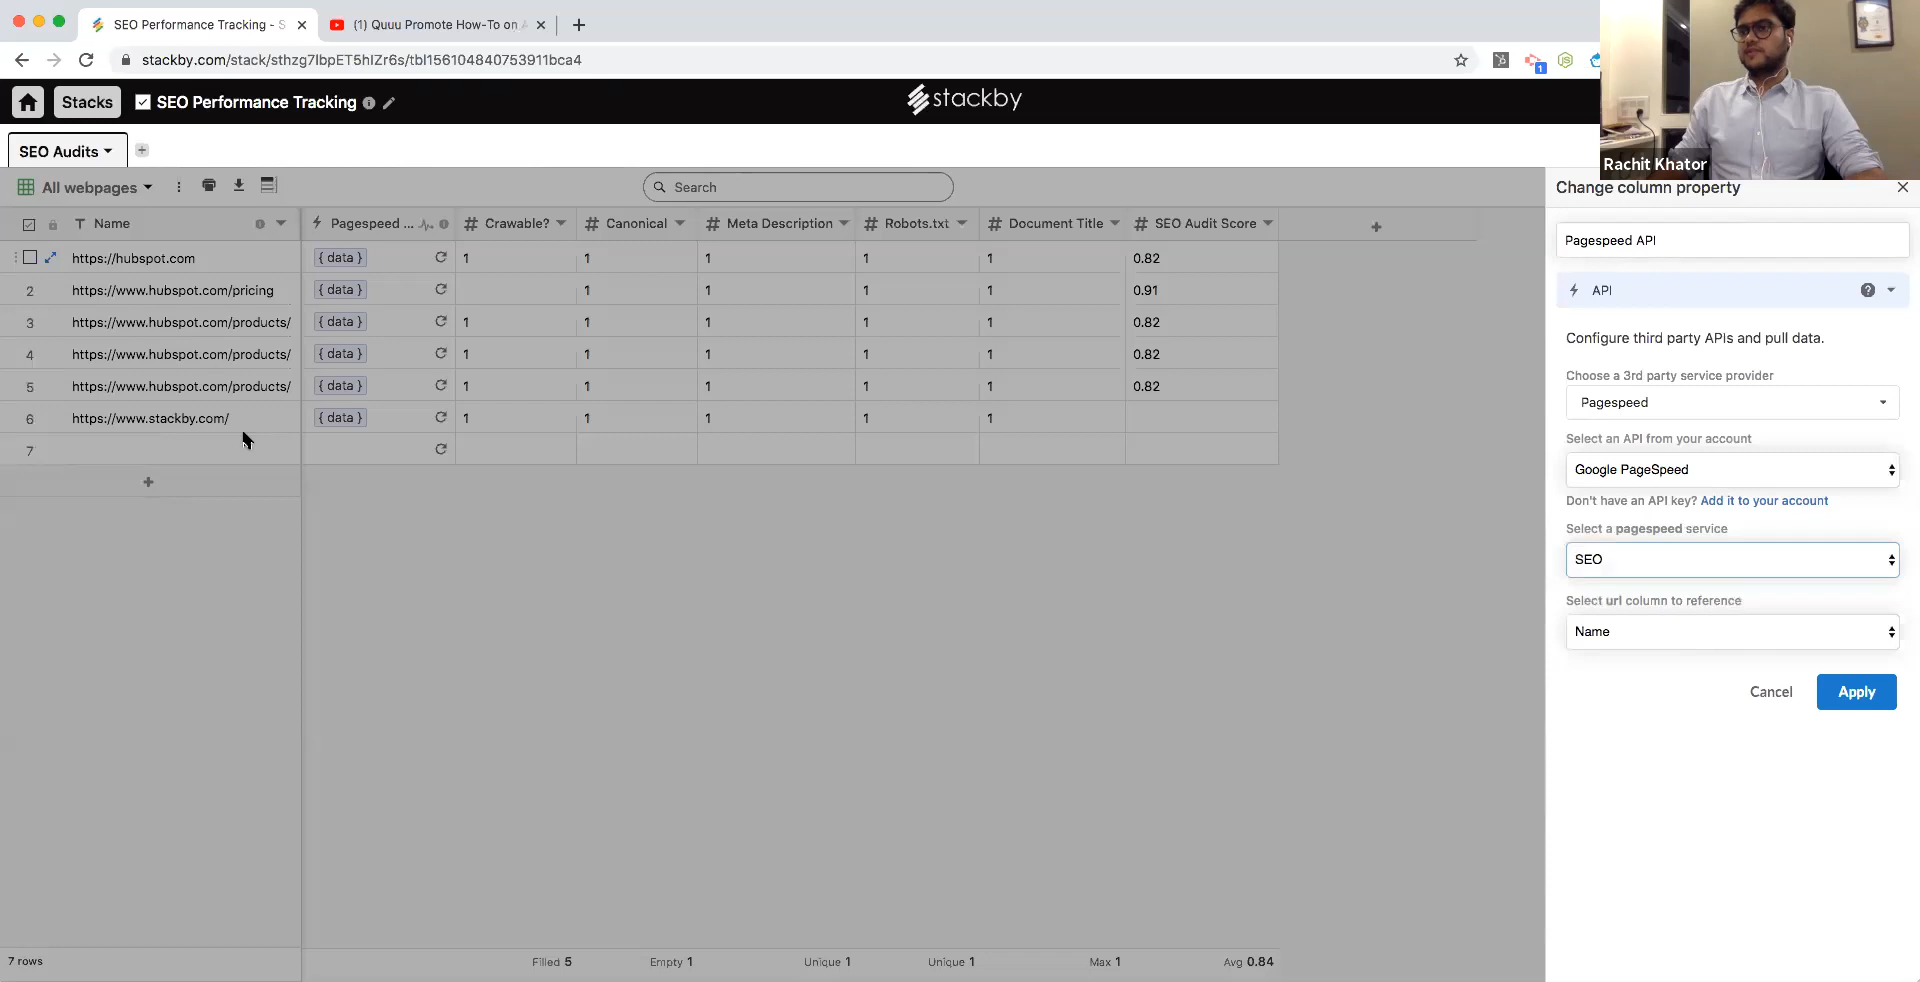 SEO Performance Tracking - S
(1) Quuu Promote How-To on
stackby.com/stack/sthzg7lbpET5hIZr6s/tbl156104840753911bca4
1
Stacks
SEO Performance Tracking
stackby
Rachit Khator
SEO Audits
All webpages
Search
Change column property
Name
Pagespeed ...
Crawable?
Canonical
Meta Description
Robots.txt
Document Title
SEO Audit Score
https://hubspot.com { data } 1 1 1 1 1 0.82
2 https://www.hubspot.com/pricing { data } 1 1 1 1 0.91
3 https://www.hubspot.com/products/ { data } 1 1 1 1 1 0.82
4 https://www.hubspot.com/products/ { data } 1 1 1 1 1 0.82
5 https://www.hubspot.com/products/ { data } 1 1 1 1 1 0.82
6 https://www.stackby.com/ { data } 1 1 1 1 1
7
7 rows
Filled 5
Empty 1
Unique 1
Unique 1
Max 1
Avg 0.84
Pagespeed API
API
Configure third party APIs and pull data.
Choose a 3rd party service provider
Pagespeed
Select an API from your account
Google PageSpeed
Don't have an API key? Add it to your account
Select a pagespeed service
SEO
Select url column to reference
Name
Cancel
Apply